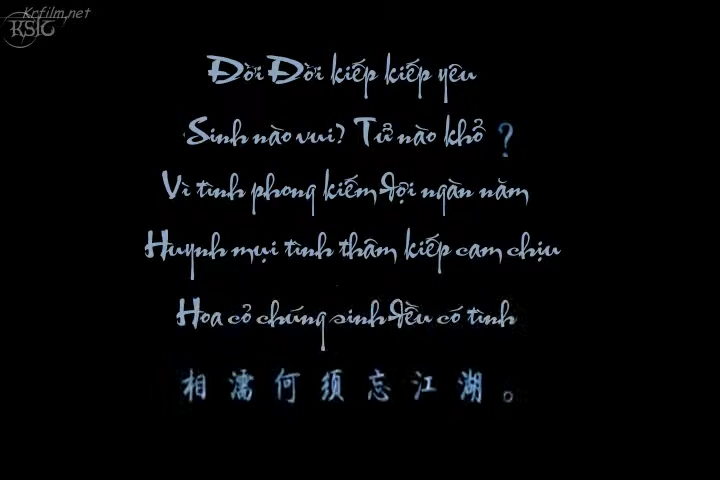 Krfilm.net
KSTC
Đời Đời kiếp kiếp yêu
Sinh nào vui? Tử nào khổ ?
Vì tình phong kiếm đợi ngàn năm
Huynh mụi tình thâm kiếp cam chịu
Hoa cỏ chúng sinh đều có tình
相濡何须忘江湖。